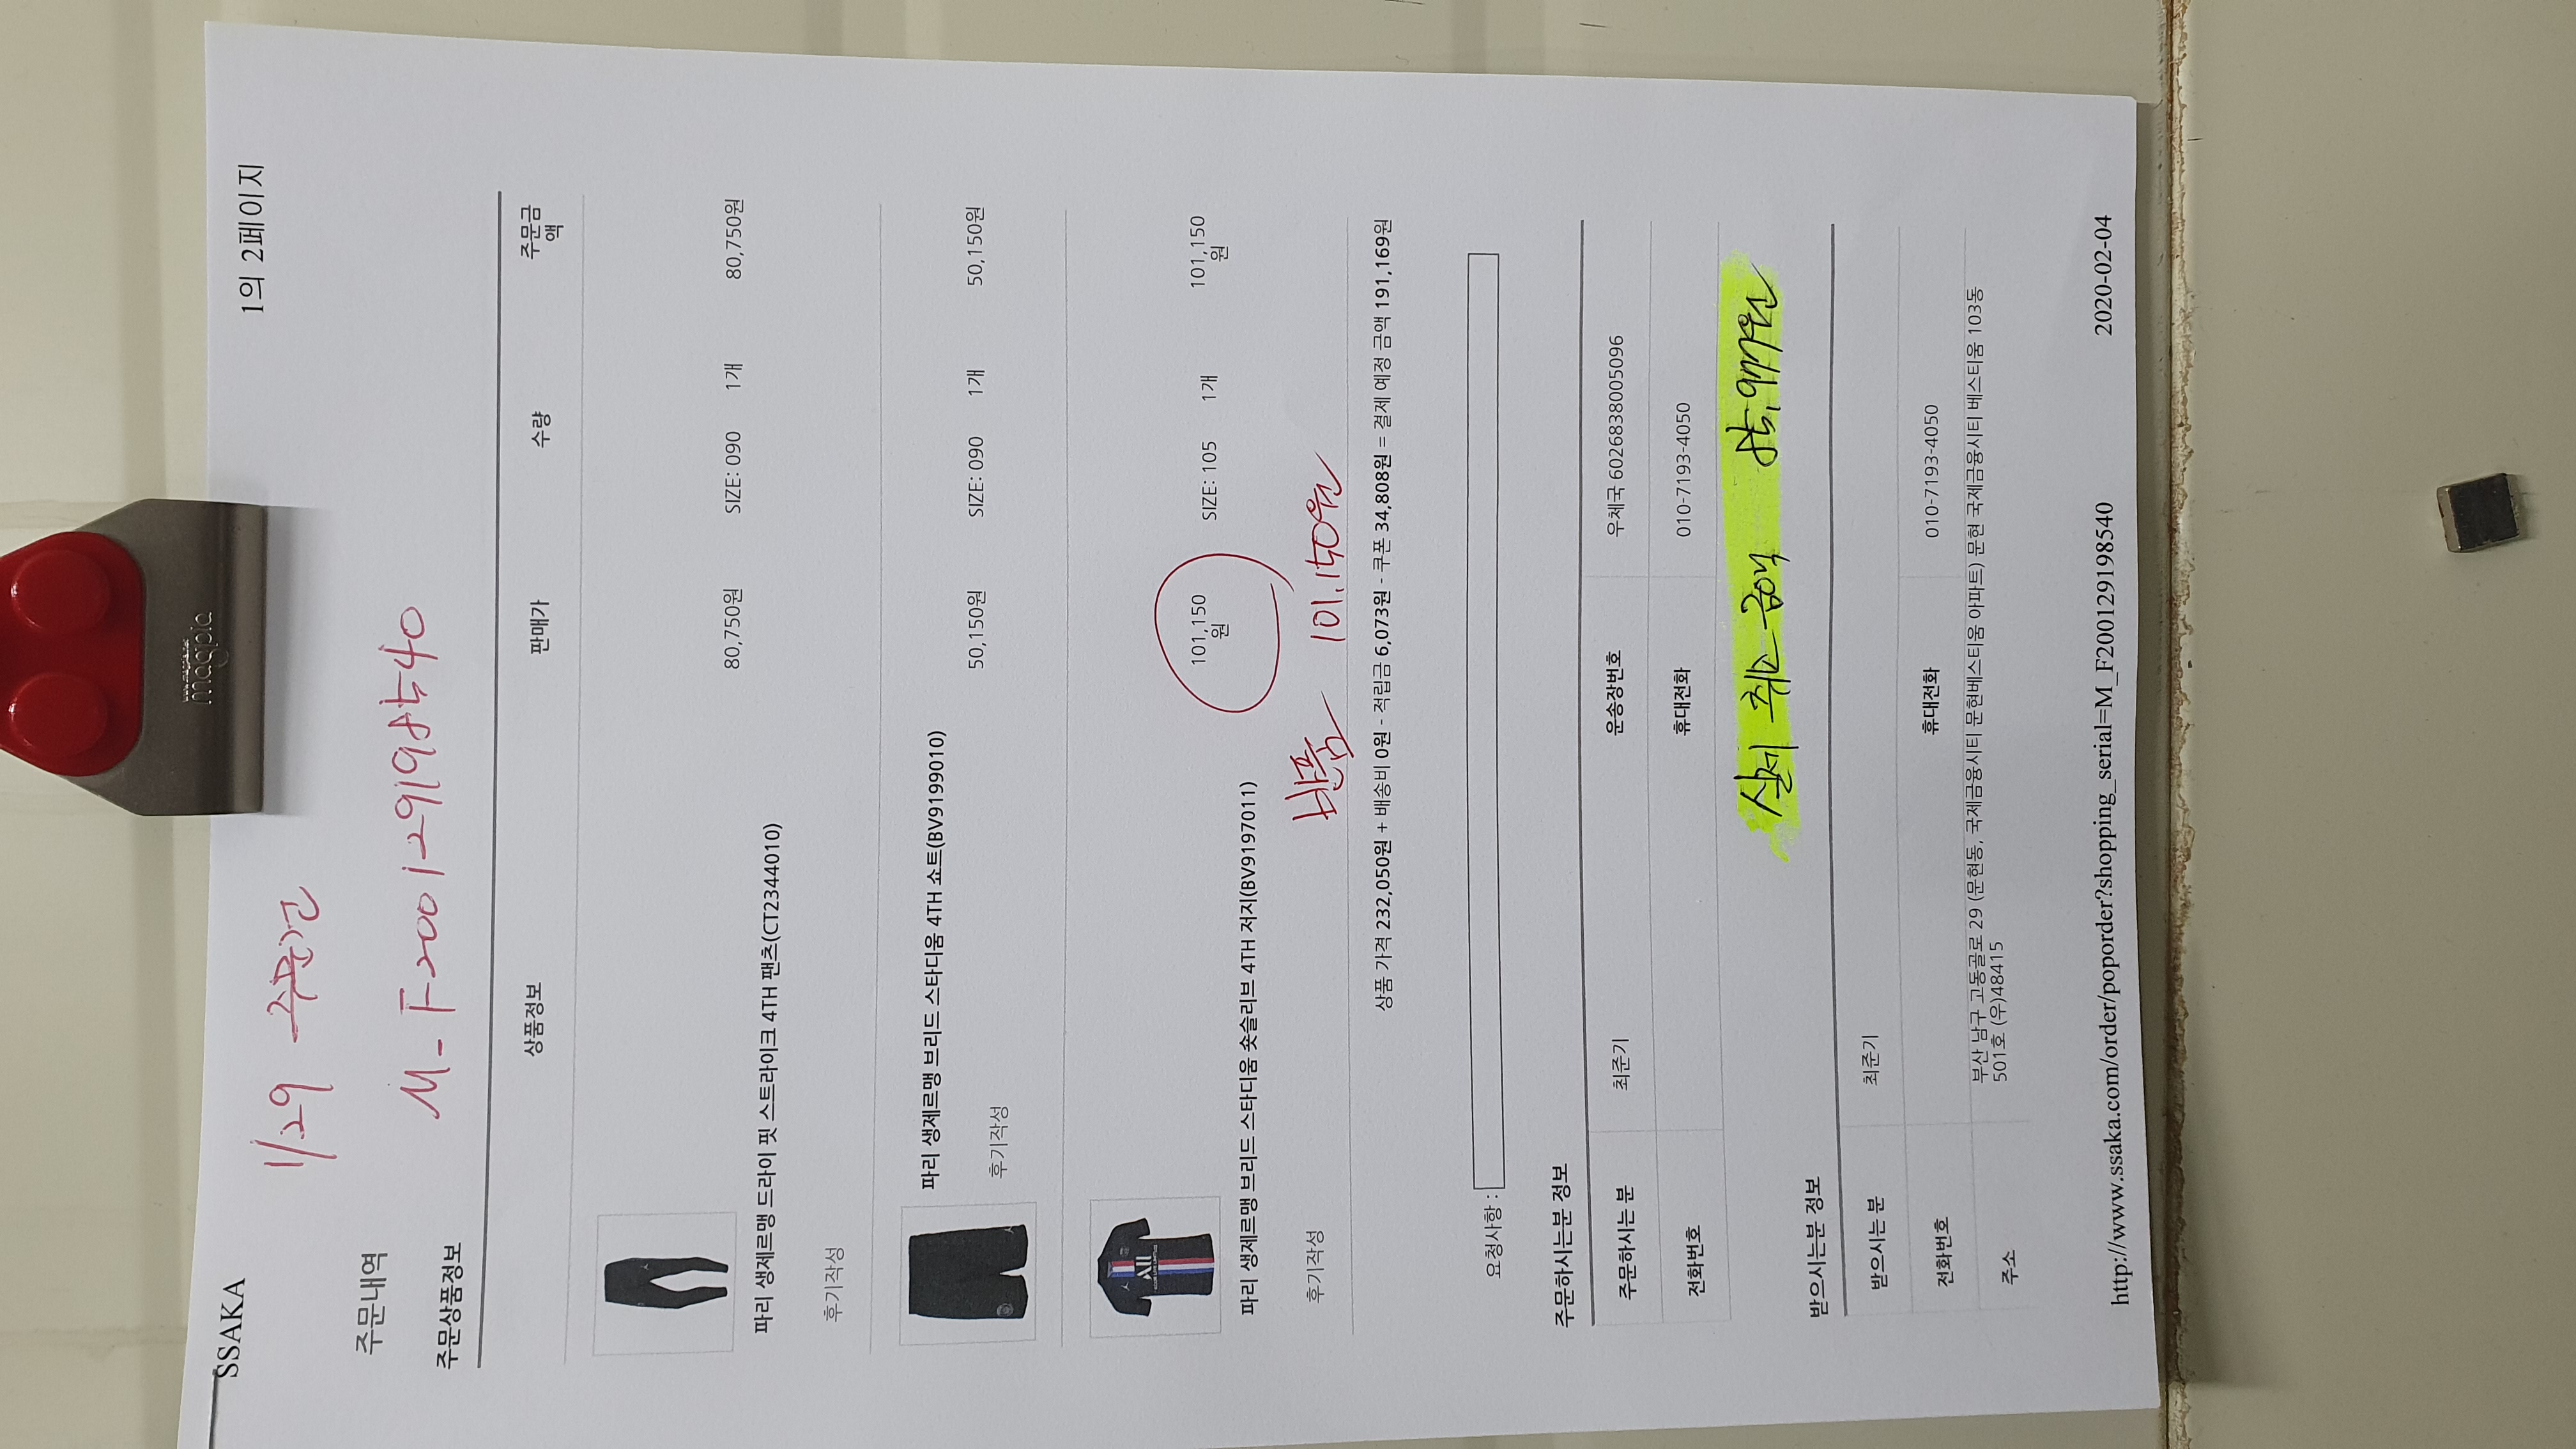 SSAKA
1의 2페이지
1/29 주문건
주문내역
M-F200129198540
주문상품정보
상품정보 판매가 수량 주문금액
80,750원 SIZE: 090 1개 80,750원
파리 생제르맹 드라이 핏 스트라이크 4TH 팬츠(CT2344010)
후기작성
파리 생제르맹 브리드 스타디움 4TH 쇼트(BV9199010)
50,150원 SIZE: 090 1개 50,150원
후기작성
101,150원 SIZE: 105 1개 101,150원
파리 생제르맹 브리드 스타디움 숏슬리브 4TH 저지(BV9197011)
후기작성
반품 101,150원
상품 가격 232,050원 + 배송비 0원 - 적립금 6,073원 - 쿠폰 34,808원 = 결제 예정 금액 191,169원
요청사항 :
주문하시는분 정보
주문하시는 분 최준기 운송장번호 우체국 6026838005096
전화번호 휴대전화 010-7193-4050
실제 취소 금액 85,977원
받으시는분 정보
받으시는 분 최준기
전화번호 휴대전화 010-7193-4050
주소 부산 남구 고동골로 29 (문현동, 국제금융시티 문현베스티움 아파트) 문현 국제금융시티 베스티움 103동
501호 (우)48415
http://www.ssaka.com/order/poporder?shopping_serial=M_F200129198540 2020-02-04
magpia